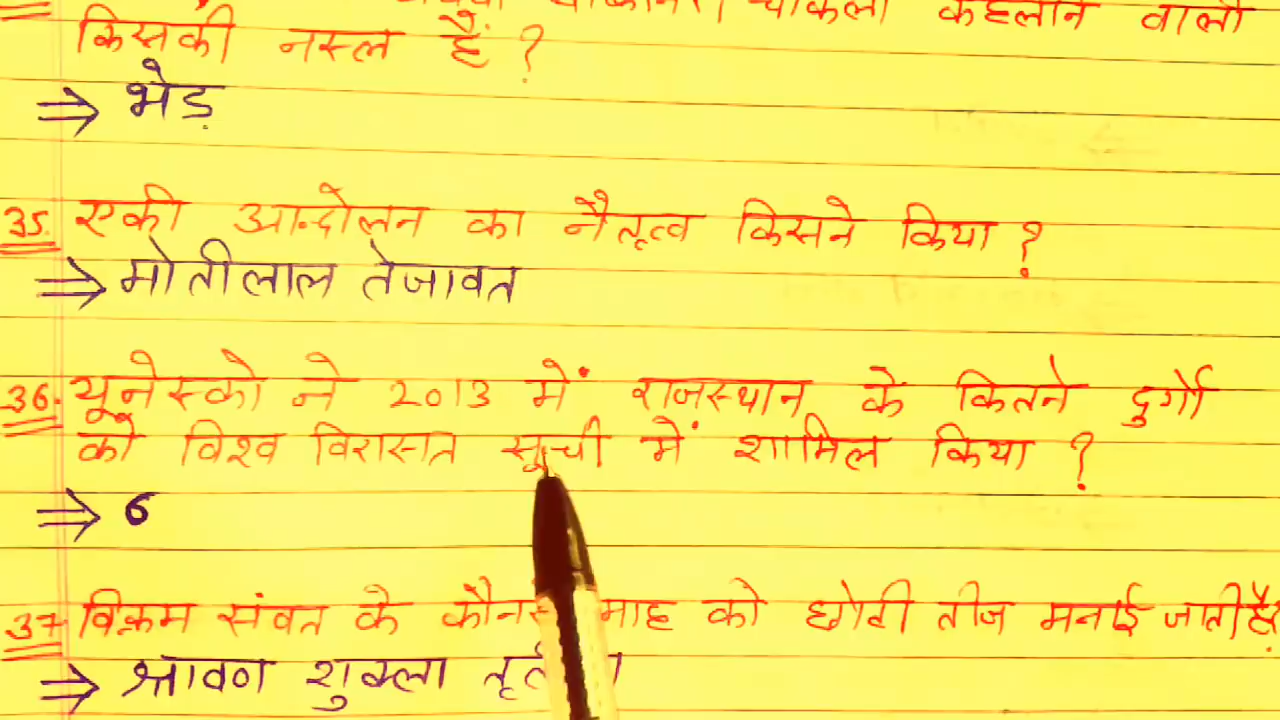 कहलाने वाली
किसकी नस्ल हैं ?
⇒ भेड़
35. एकी आन्दोलन का नैतृत्व किसने किया ?
⇒ मोतीलाल तेजावत
36. यूनेस्को ने 2013 में राजस्थान के कितने दुर्गो
को विश्व विरासत सूची में शामिल किया ?
⇒ 6
37 विक्रम संवत के माह को छोटी तीज मनाई जाती है?
⇒ श्रावण शुक्ला